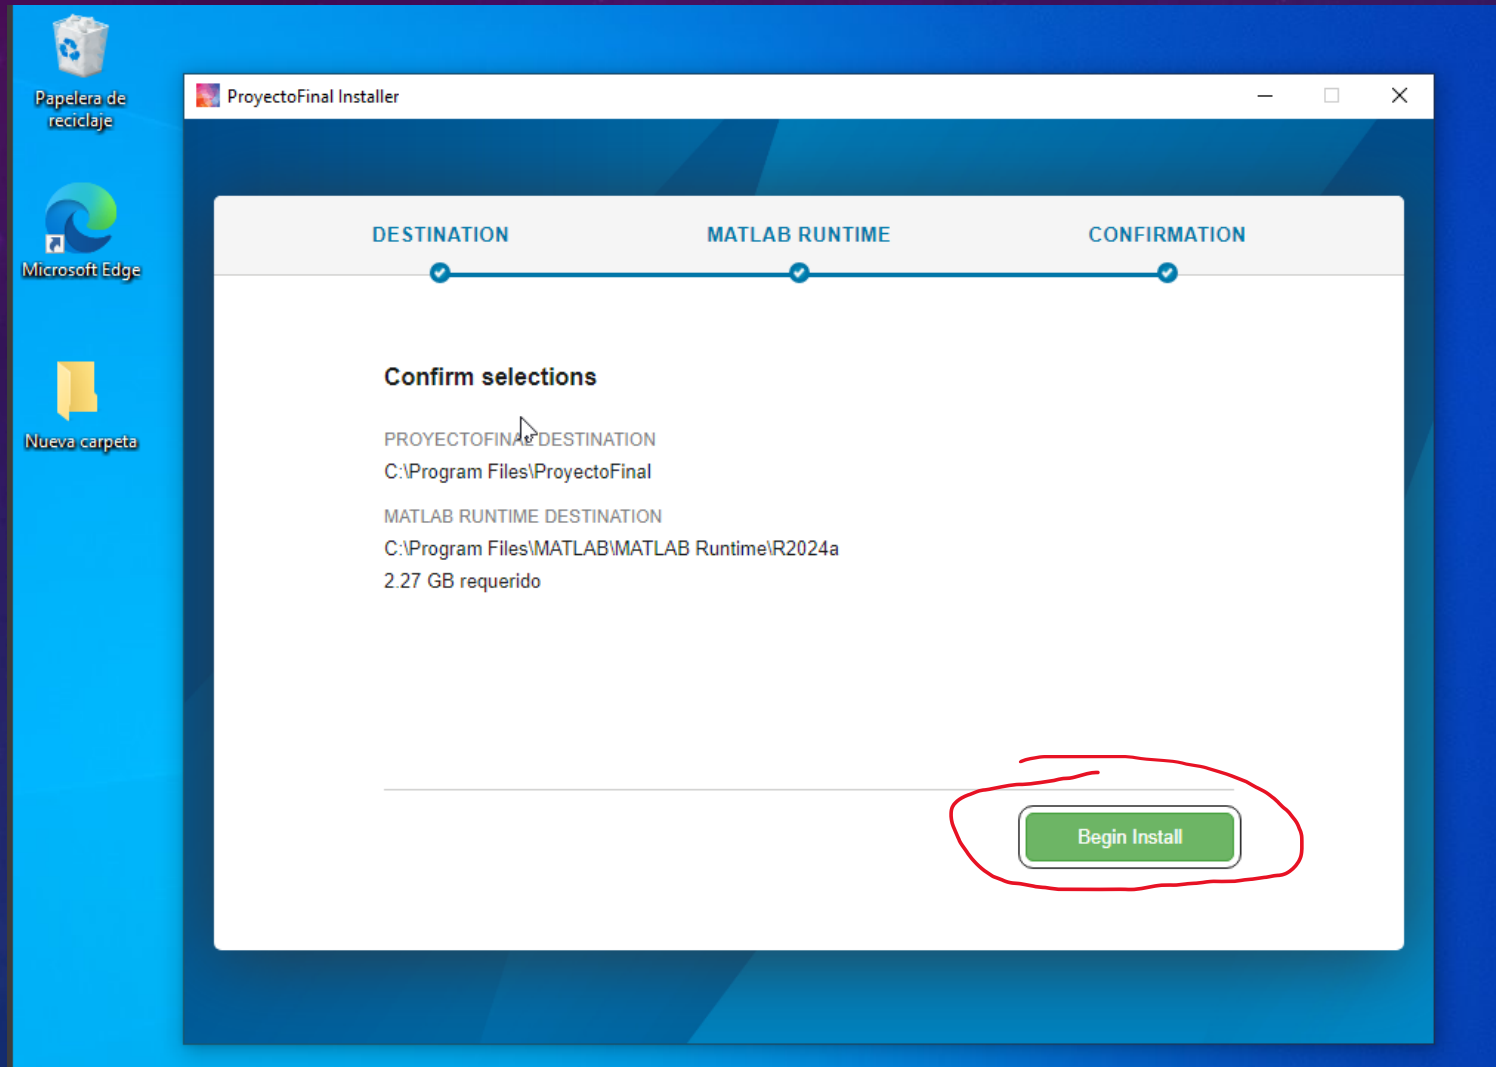 Papelera de
reciclaje
Microsoft Edge
Nueva carpeta
ProyectoFinal Installer
DESTINATION
MATLAB RUNTIME
CONFIRMATION
Confirm selections
PROYECTOFINAL DESTINATION
C:\Program Files\ProyectoFinal
MATLAB RUNTIME DESTINATION
C:\Program Files\MATLAB\MATLAB Runtime\R2024a
2.27 GB requerido
Begin Install